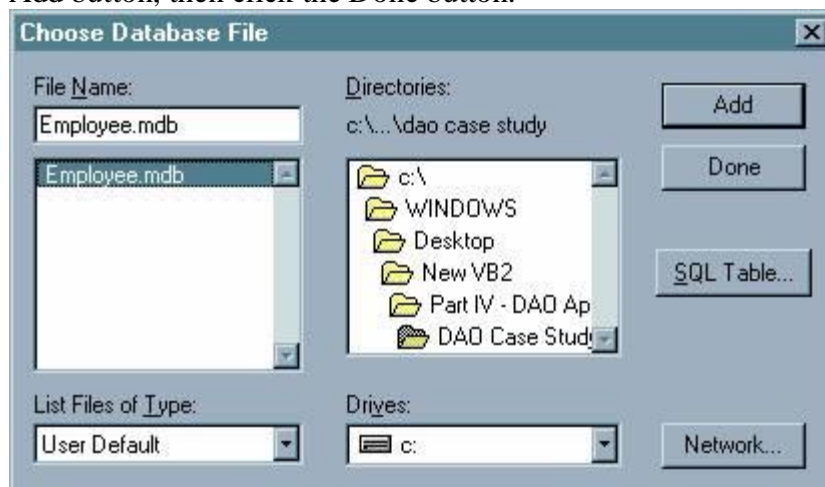 Add button, then click the Done button.
Choose Database File
File Name:
Employee.mdb
Employee.mdb
List Files of Type:
User Default
Directories:
c:\...\dao case study
c:\
WINDOWS
Desktop
New VB2
Part IV - DAO Ap
DAO Case Study
Drives:
c:
Add
Done
SQL Table...
Network...